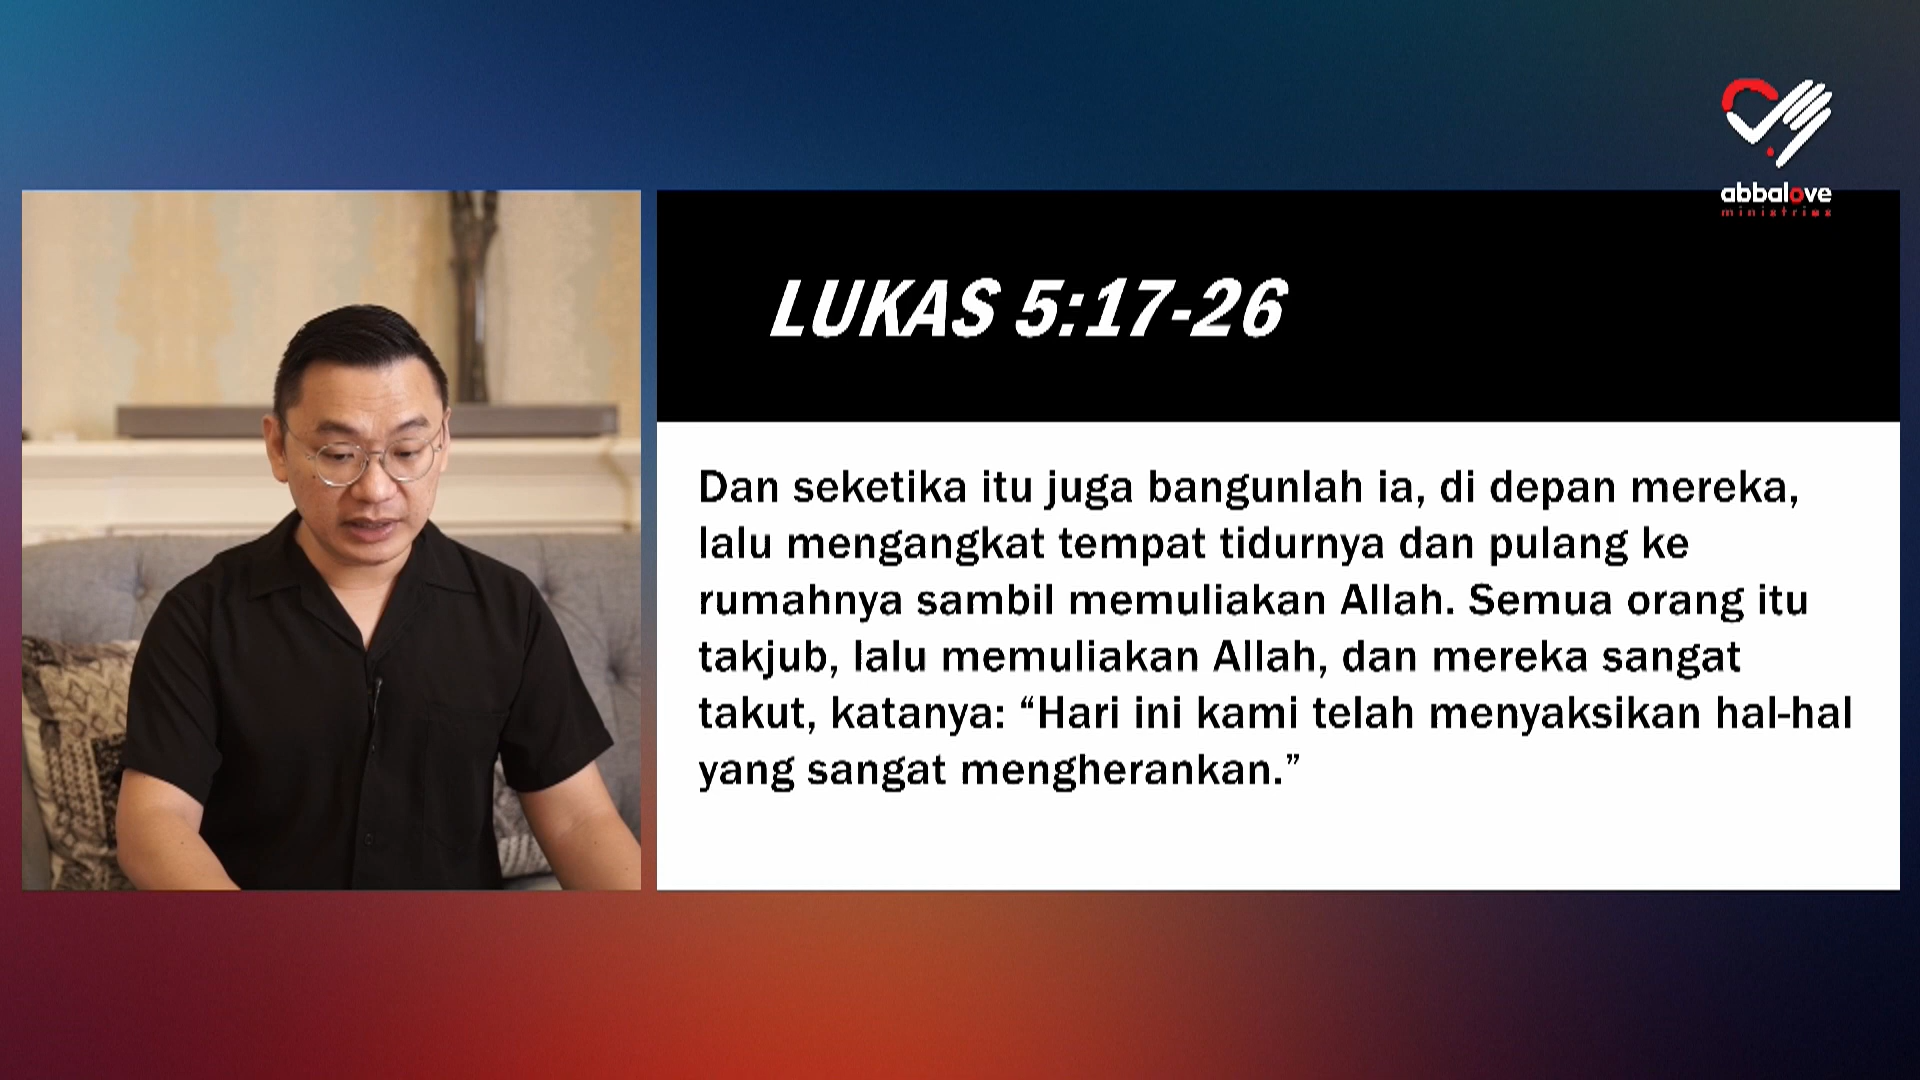 abbalove
ministries
LUKAS 5:17-26
Dan seketika itu juga bangunlah ia, di depan mereka,
lalu mengangkat tempat tidurnya dan pulang ke
rumahnya sambil memuliakan Allah. Semua orang itu
takjub, lalu memuliakan Allah, dan mereka sangat
takut, katanya: “Hari ini kami telah menyaksikan hal-hal
yang sangat mengherankan.”